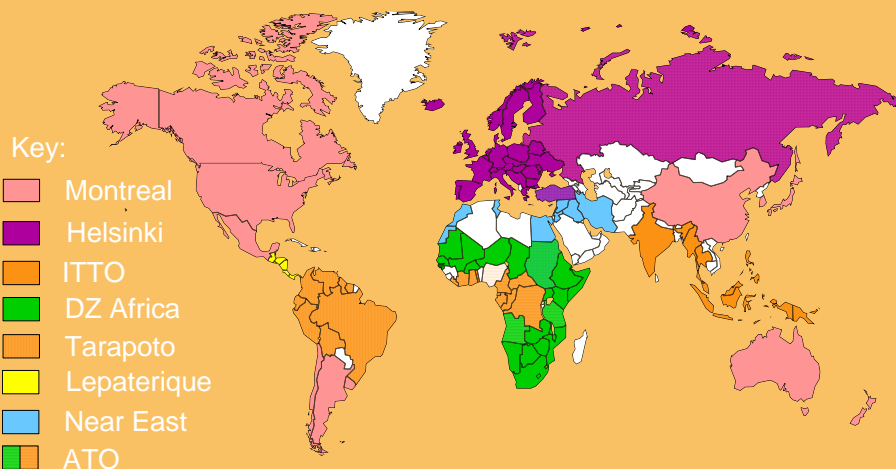 Key:
Montreal
Helsinki
ITTO
DZ Africa
Tarapoto
Lepaterique
Near East
ATO